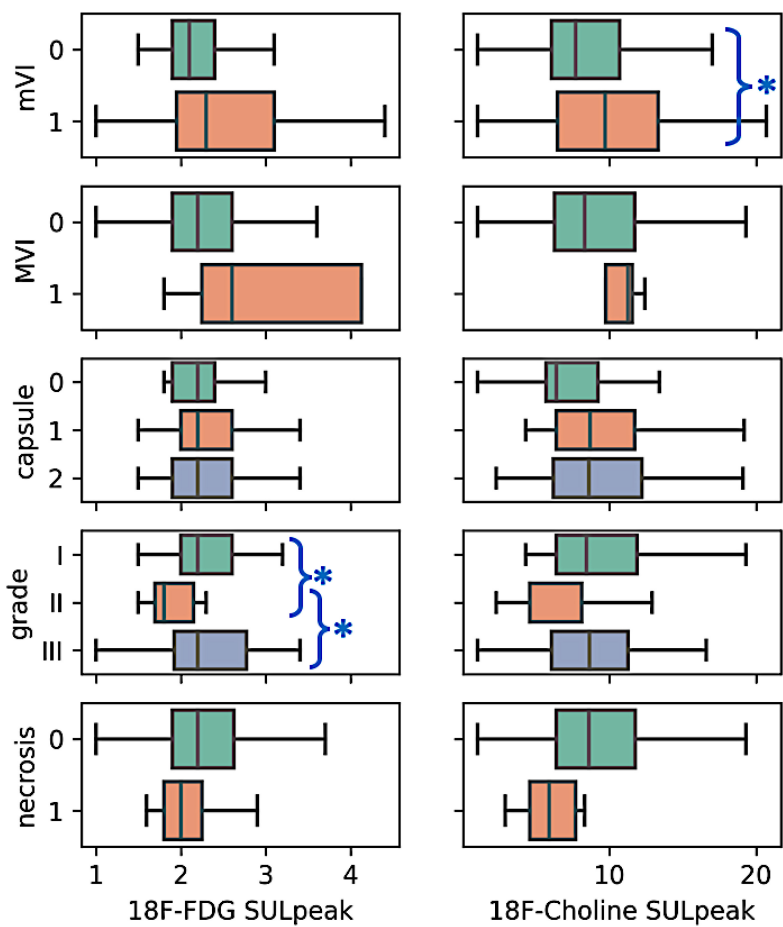 mVI
0
1
*
MVI
0
1
capsule
0
1
2
grade
I
II
III
*
*
necrosis
0
1
1 2 3 4
10 20
18F-FDG SULpeak
18F-Choline SULpeak